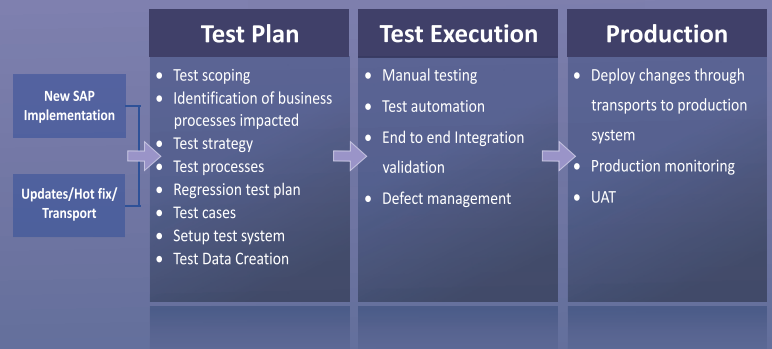 New SAP
Implementation
Updates/Hot fix/
Transport
Test Plan
• Test scoping
• Identification of business
processes impacted
• Test strategy
• Test processes
• Regression test plan
• Test cases
• Setup test system
• Test Data Creation
Test Execution
• Manual testing
• Test automation
• End to end Integration
validation
• Defect management
Production
• Deploy changes through
transports to production
system
• Production monitoring
• UAT